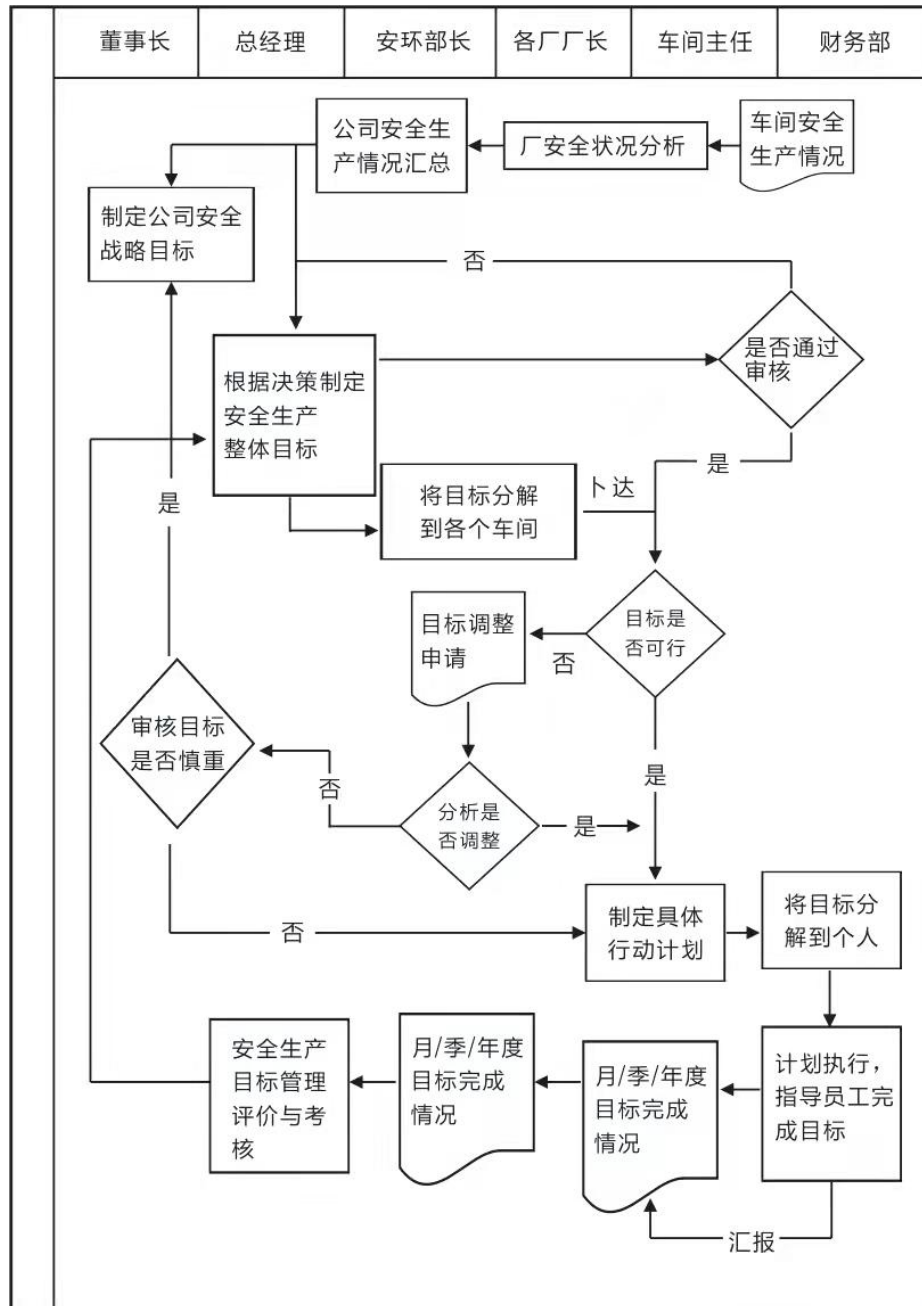 董事长 总经理 安环部长 各厂厂长 车间主任 财务部
公司安全生
产情况汇总
厂安全状况分析
车间安全
生产情况
制定公司安全
战略目标
否
是否通过
审核
根据决策制定
安全生产
整体目标
是
是
将目标分解
到各个车间
卜达
目标是
否可行
目标调整
申请
否
审核目标
是否慎重
是
否
分析是
否调整
是
制定具体
行动计划
将目标分
解到个人
否
安全生产
目标管理
评价与考
核
月/季/年度
目标完成
情况
月/季/年度
目标完成
情况
计划执行，
指导员工完
成目标
汇报